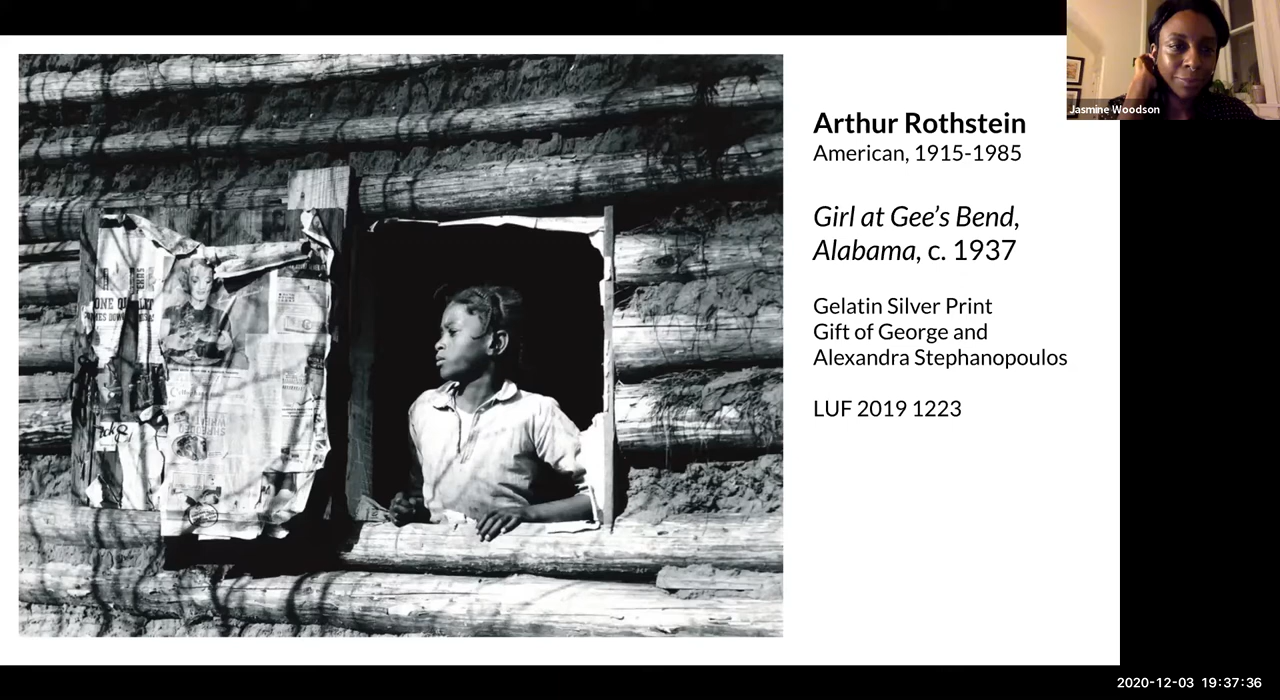 Arthur Rothstein
American, 1915-1985
Girl at Gee’s Bend,
Alabama, c. 1937
Gelatin Silver Print
Gift of George and
Alexandra Stephanopoulos
LUF 2019 1223
Jasmine Woodson
ONE
2020-12-03 19:37:36